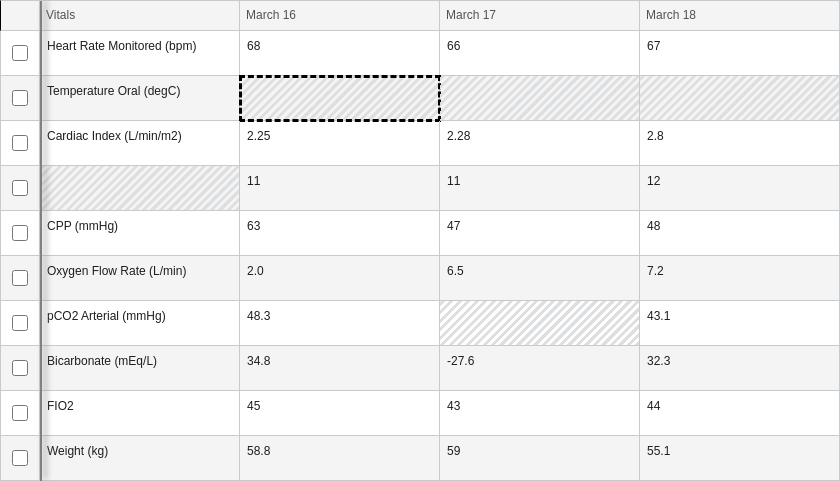 Vitals March 16 March 17 March 18
Heart Rate Monitored (bpm) 68 66 67
Temperature Oral (degC)
Cardiac Index (L/min/m2) 2.25 2.28 2.8
11 11 12
CPP (mmHg) 63 47 48
Oxygen Flow Rate (L/min) 2.0 6.5 7.2
pCO2 Arterial (mmHg) 48.3 43.1
Bicarbonate (mEq/L) 34.8 -27.6 32.3
FIO2 45 43 44
Weight (kg) 58.8 59 55.1